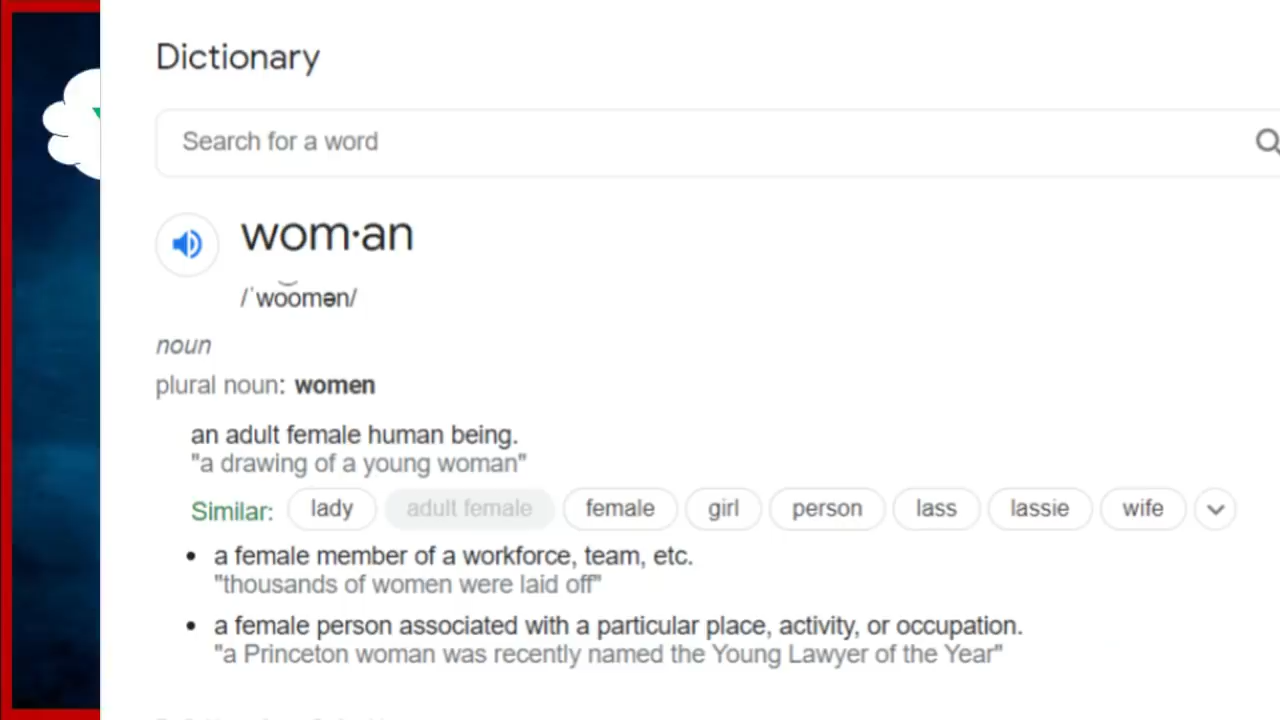 Dictionary
Search for a word
wom·an
/ˈwo͝omən/
noun
plural noun: women
an adult female human being.
"a drawing of a young woman"
Similar: lady adult female female girl person lass lassie wife
• a female member of a workforce, team, etc.
"thousands of women were laid off"
• a female person associated with a particular place, activity, or occupation.
"a Princeton woman was recently named the Young Lawyer of the Year"